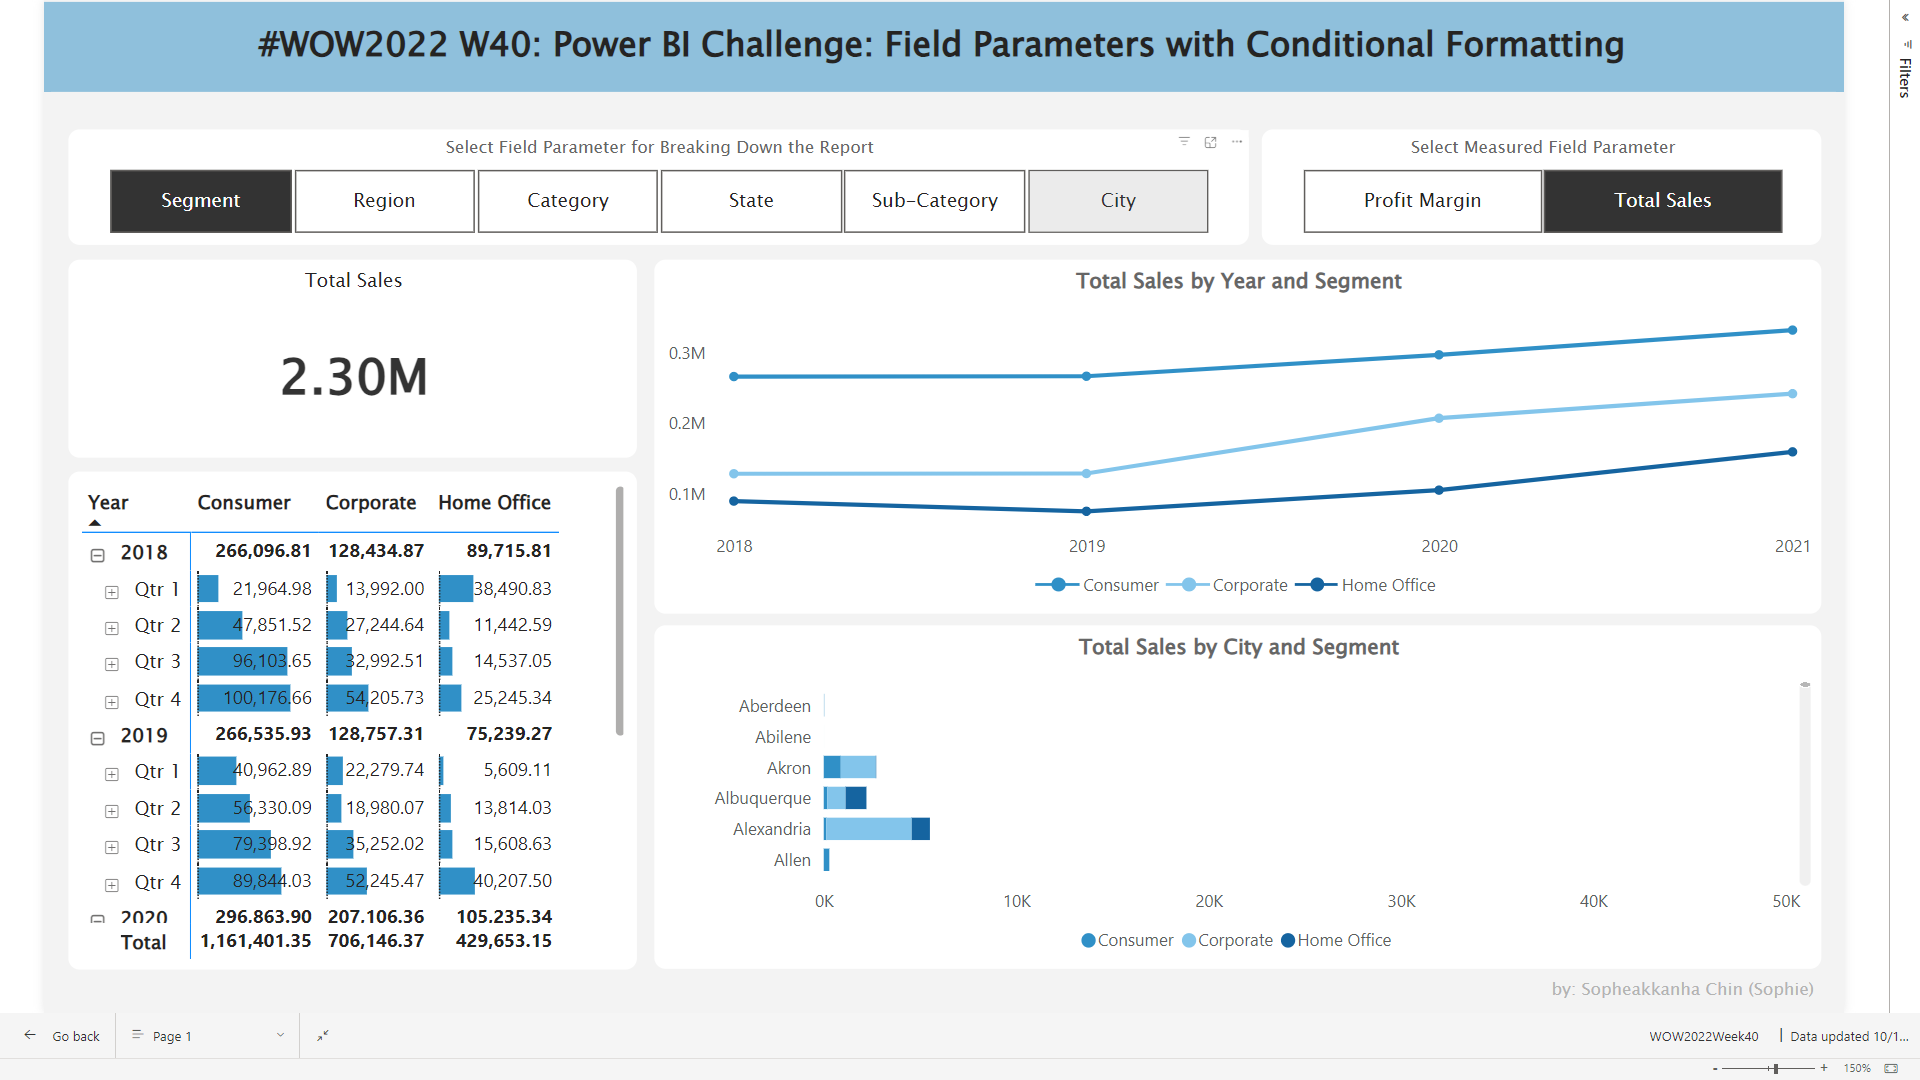 #WOW2022 W40: Power BI Challenge: Field Parameters with Conditional Formatting
Filters
Select Field Parameter for Breaking Down the Report
Segment Region Category State Sub-Category City
Select Measured Field Parameter
Profit Margin Total Sales
Total Sales
2.30M
Total Sales by Year and Segment
0.3M
0.2M
0.1M
2018 2019 2020 2021
Consumer Corporate Home Office
Year Consumer Corporate Home Office
2018 266,096.81 128,434.87 89,715.81
Qtr 1 21,964.98 13,992.00 38,490.83
Qtr 2 47,851.52 27,244.64 11,442.59
Qtr 3 96,103.65 32,992.51 14,537.05
Qtr 4 100,176.66 54,205.73 25,245.34
2019 266,535.93 128,757.31 75,239.27
Qtr 1 40,962.89 22,279.74 5,609.11
Qtr 2 56,330.09 18,980.07 13,814.03
Qtr 3 79,398.92 35,252.02 15,608.63
Qtr 4 89,844.03 52,245.47 40,207.50
2020 296,863.90 207,106.36 105,235.34
Total 1,161,401.35 706,146.37 429,653.15
Total Sales by City and Segment
Aberdeen
Abilene
Akron
Albuquerque
Alexandria
Allen
0K 10K 20K 30K 40K 50K
Consumer Corporate Home Office
by: Sopheakkanha Chin (Sophie)
Go back Page 1
WOW2022Week40 | Data updated 10/1...
- + 150%